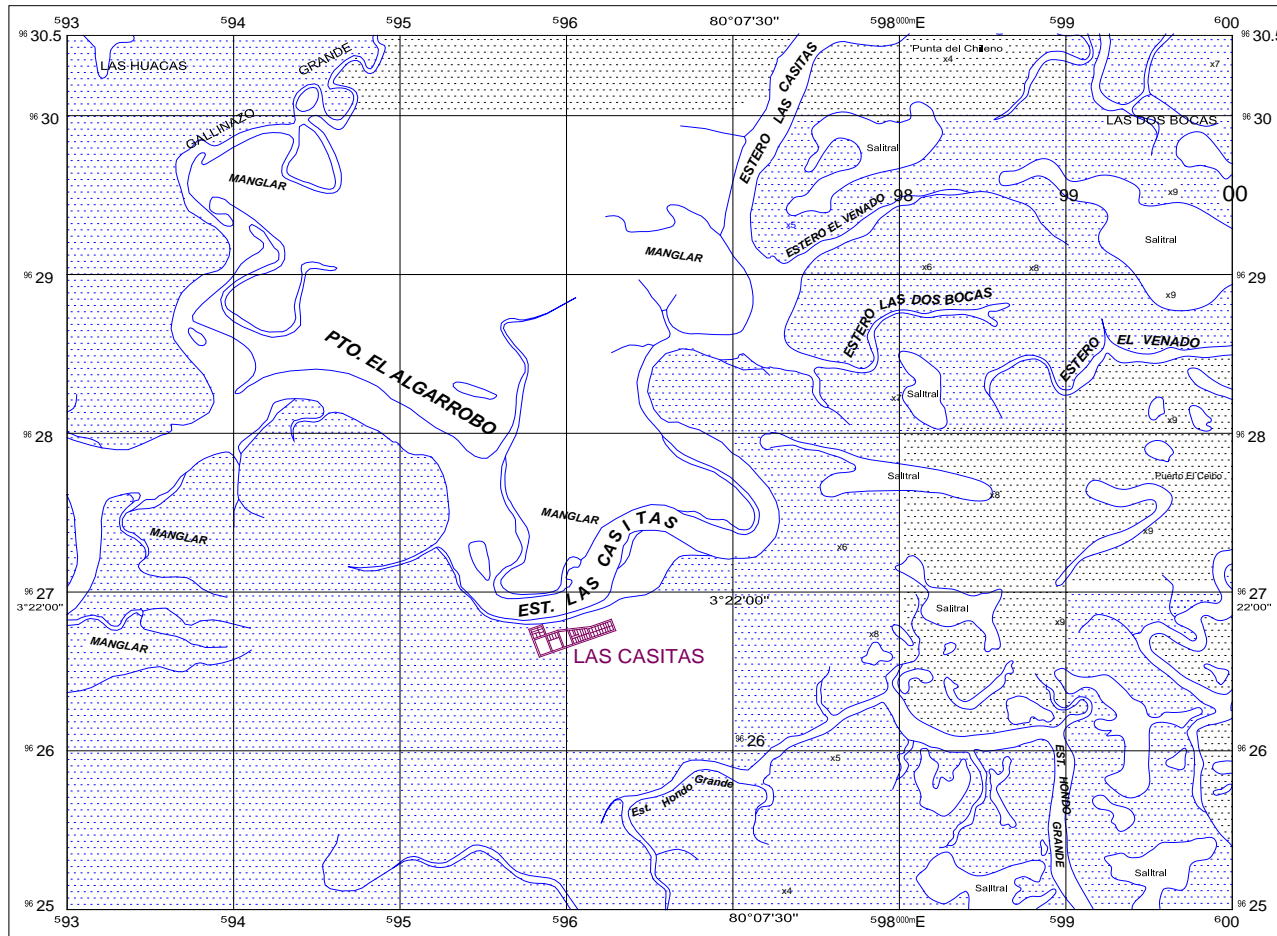 593 594 595 596 80°07'30" 598000mE 599 600
96 30.5 96 30.5
LAS HUACAS
GRANDE
GALLINAZO
ESTERO LAS CASITAS
Punta del Chileno
x4
x7
96 30 96 30
LAS DOS BOCAS
Salitral
MANGLAR
98 99 00
x9
x5
ESTERO EL VENADO
Salitral
MANGLAR
x6 x8
96 29 96 29
x9
ESTERO LAS DOS BOCAS
PTO. EL ALGARROBO
ESTERO EL VENADO
Salltral
x7
x9
96 28 96 28
Salltral
Puerto El Ceibo
x8
MANGLAR
EST. LAS CASITAS
MANGLAR
x9
x6
96 27 96 27
3°22'00" 3°22'00" 22'00"
Salitral
x8
x8
MANGLAR
LAS CASITAS
96 26 96 26 96 26
x5
EST. HONDO GRANDE
Est. Hondo Grande
Salltral
Salltral
x4
96 25 96 25
593 594 595 596 80°07'30" 598000mE 599 600